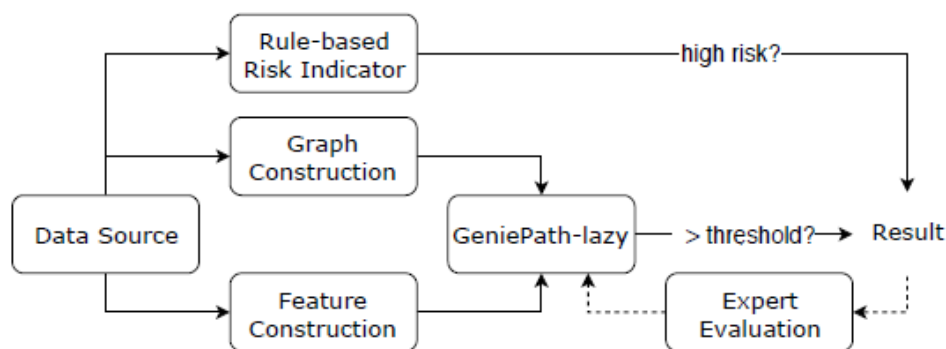 Rule-based
Risk Indicator
high risk?
Graph
Construction
Data Source
GeniePath-lazy
> threshold?
Result
Feature
Construction
Expert
Evaluation